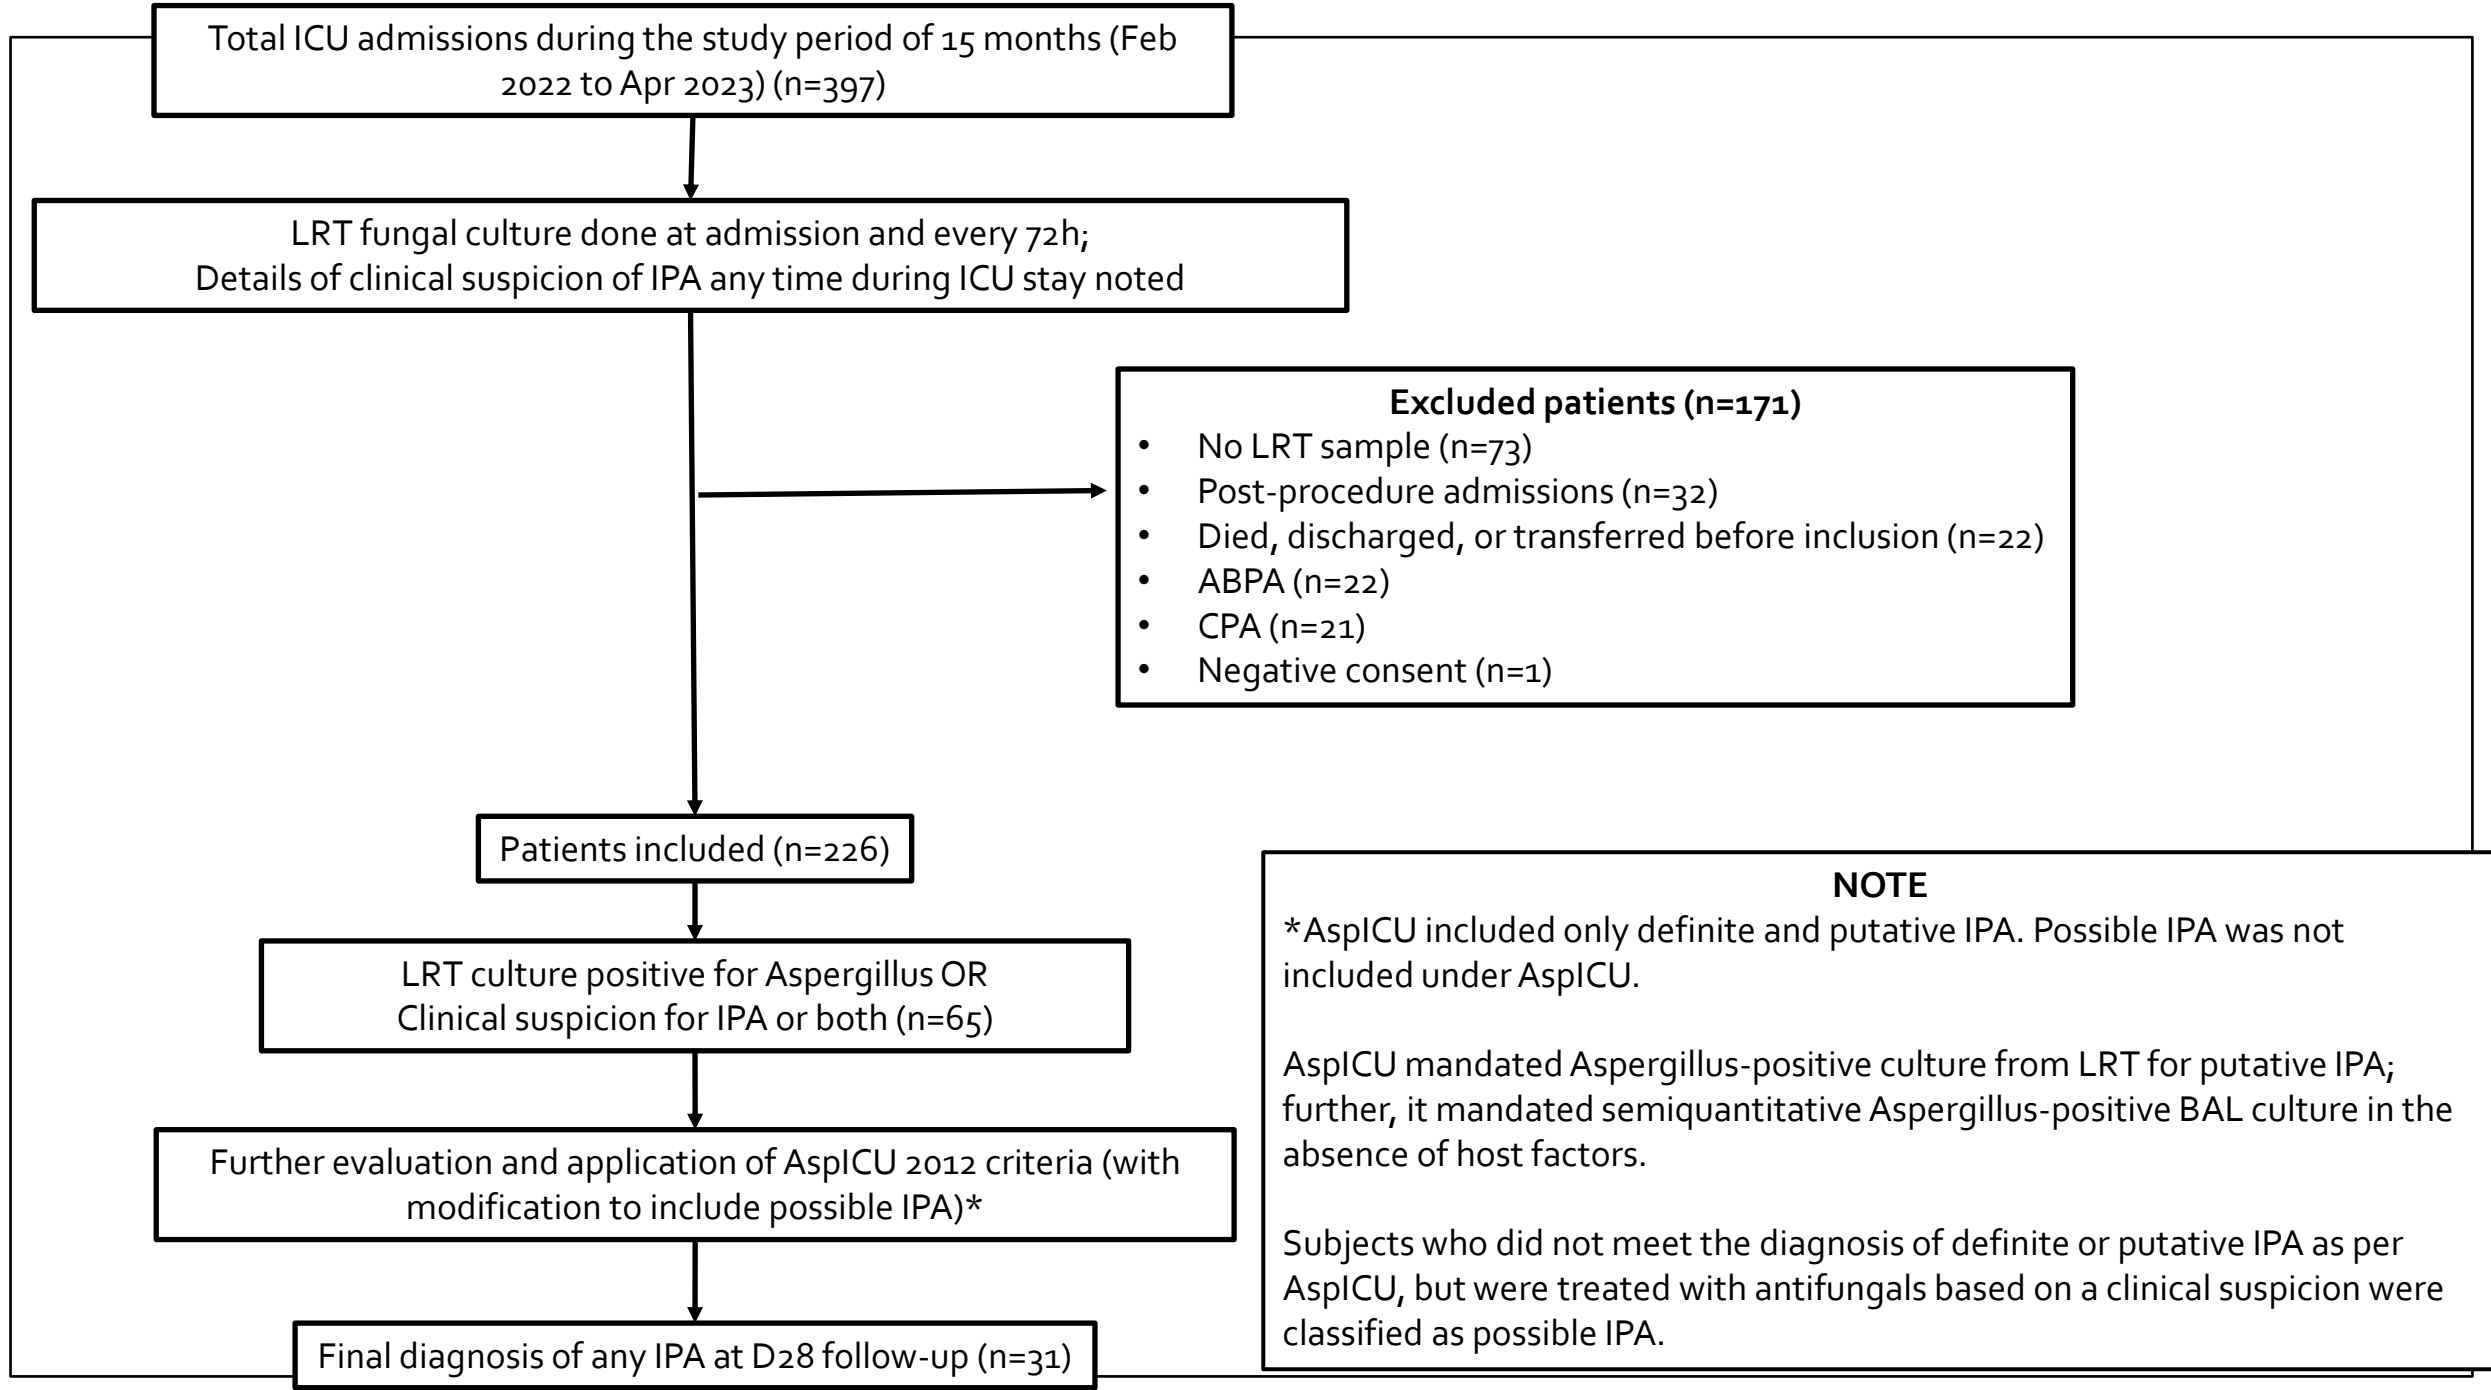 Total ICU admissions during the study period of 15 months (Feb
2022 to Apr 2023) (n=397)
LRT fungal culture done at admission and every 72h;
Details of clinical suspicion of IPA any time during ICU stay noted
Excluded patients (n=171)
• No LRT sample (n=73)
• Post-procedure admissions (n=32)
• Died, discharged, or transferred before inclusion (n=22)
• ABPA (n=22)
• CPA (n=21)
• Negative consent (n=1)
Patients included (n=226)
LRT culture positive for Aspergillus OR
Clinical suspicion for IPA or both (n=65)
Further evaluation and application of AspICU 2012 criteria (with
modification to include possible IPA)*
Final diagnosis of any IPA at D28 follow-up (n=31)
NOTE
*AspICU included only definite and putative IPA. Possible IPA was not
included under AspICU.
AspICU mandated Aspergillus-positive culture from LRT for putative IPA;
further, it mandated semiquantitative Aspergillus-positive BAL culture in the
absence of host factors.
Subjects who did not meet the diagnosis of definite or putative IPA as per
AspICU, but were treated with antifungals based on a clinical suspicion were
classified as possible IPA.